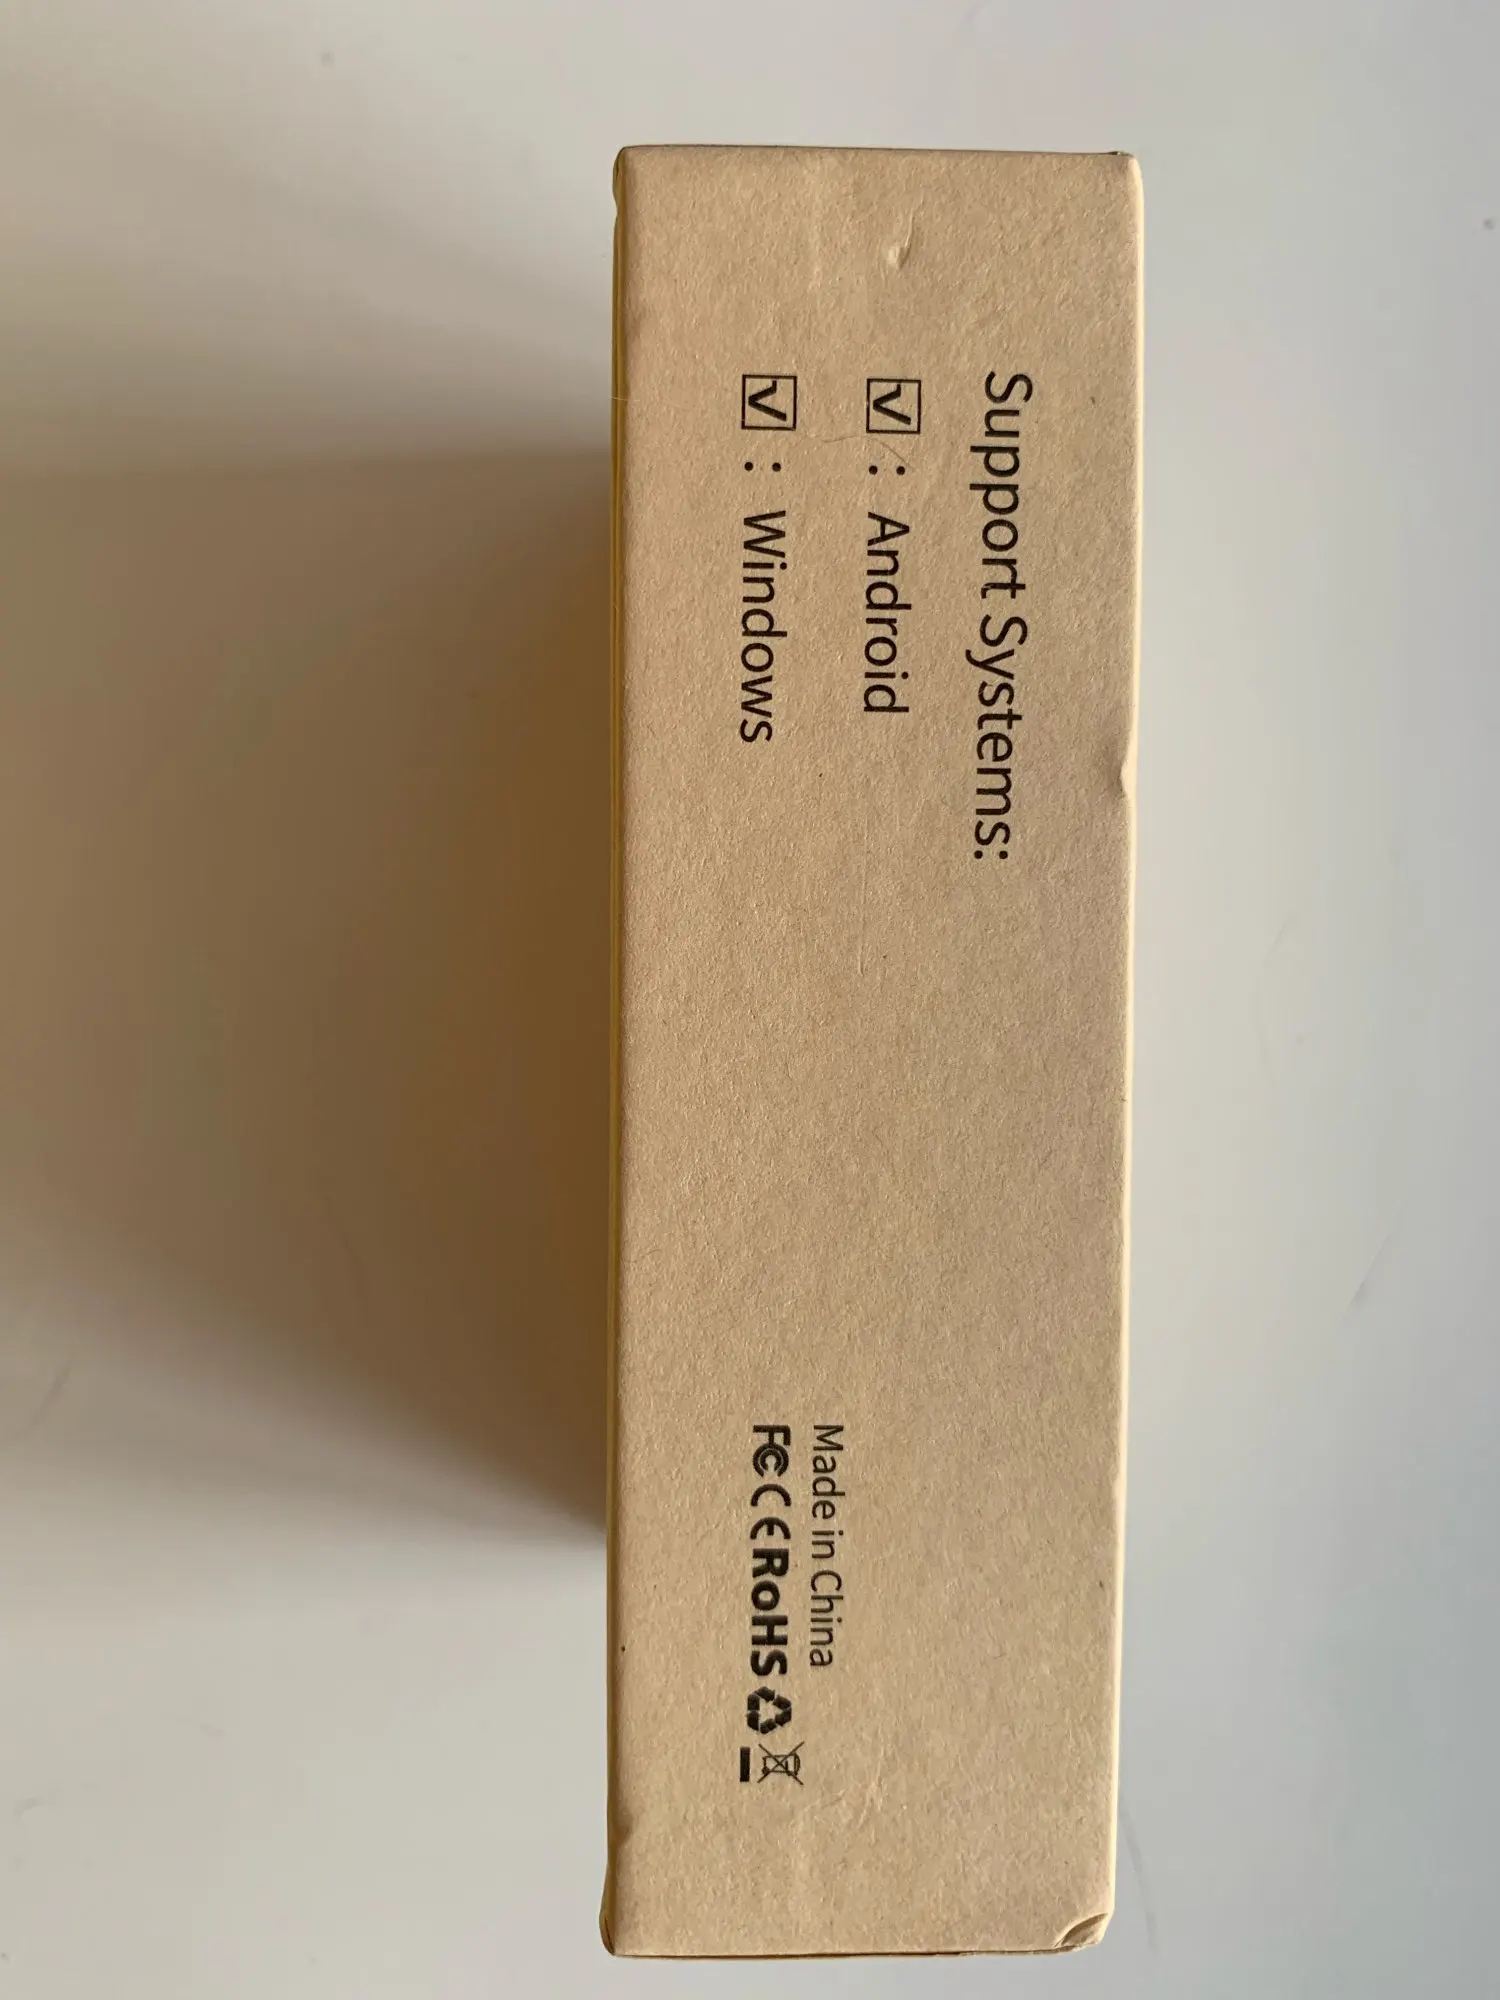 Support Systems:
☑: Android
☑: Windows
Made in China
FC CE RoHS